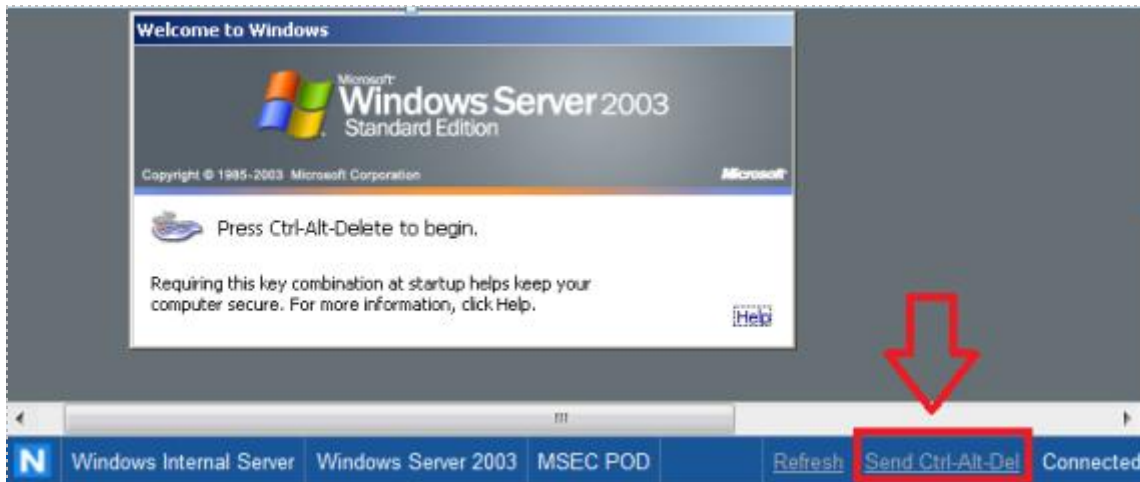 Welcome to Windows
Microsoft
Windows Server 2003
Standard Edition
Copyright © 1985-2003 Microsoft Corporation
Microsoft
Press Ctrl-Alt-Delete to begin.
Requiring this key combination at startup helps keep your
computer secure. For more information, click Help.
Help
N Windows Internal Server Windows Server 2003 MSEC POD Refresh Send Ctrl-Alt-Del Connected